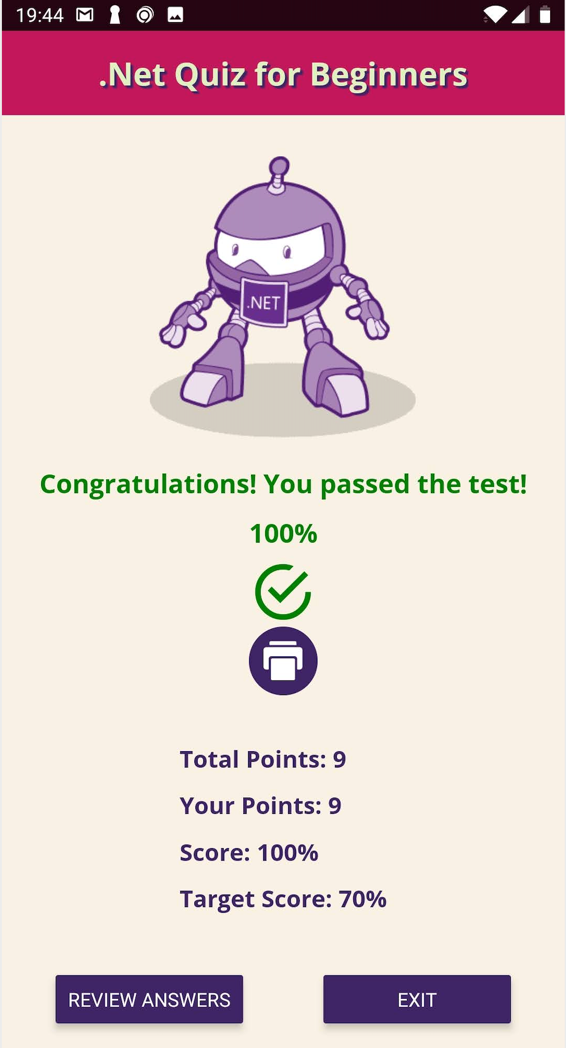 19:44
.Net Quiz for Beginners
.NET
Congratulations! You passed the test!
100%
Total Points: 9
Your Points: 9
Score: 100%
Target Score: 70%
REVIEW ANSWERS
EXIT